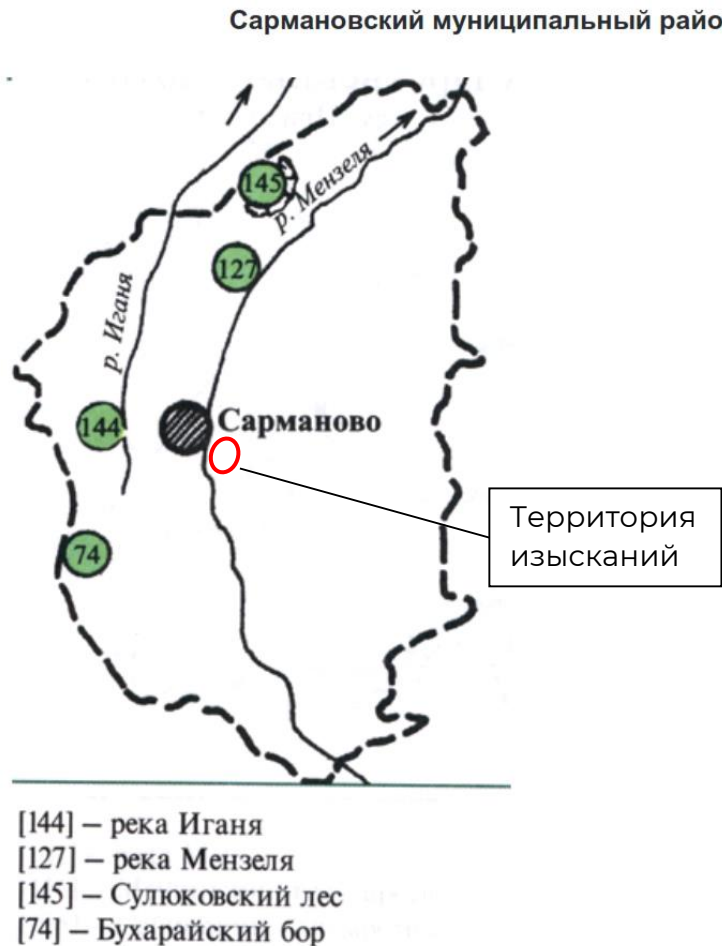 Сармановский муниципальный райо
145
р. Мензеля
127
р. Иганя
144
Сарманово
74
Территория
изысканий
[144] – река Иганя
[127] – река Мензеля
[145] – Сулюковский лес
[74] – Бухарайский бор